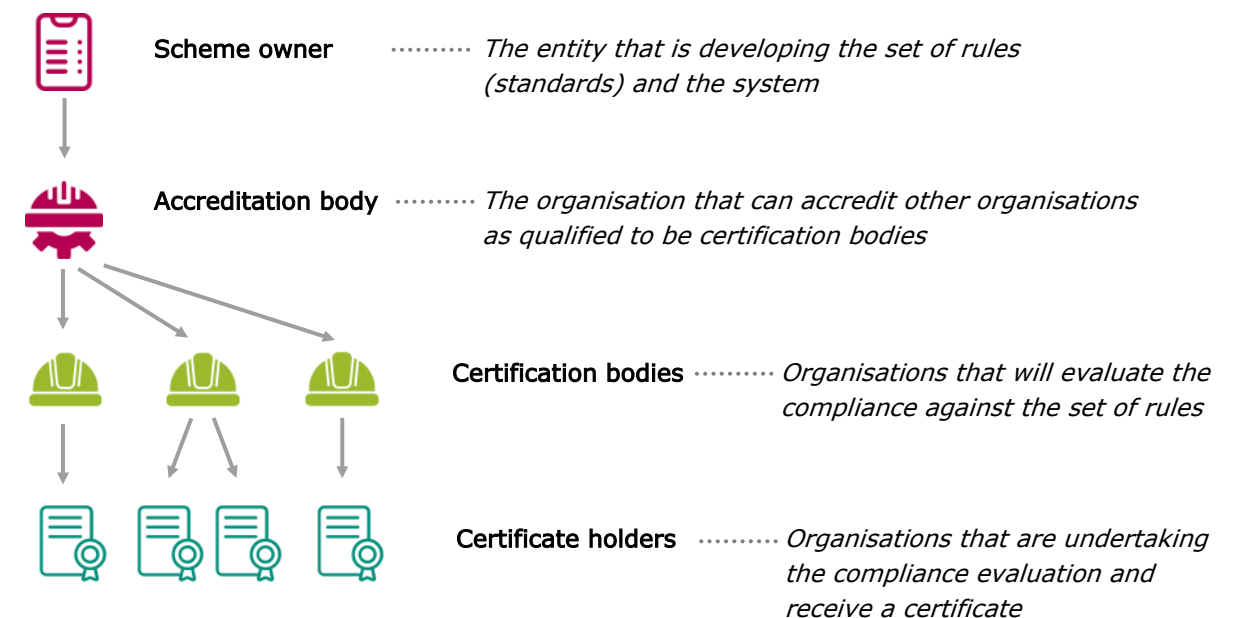 Scheme owner
The entity that is developing the set of rules
(standards) and the system
Accreditation body
The organisation that can accredit other organisations
as qualified to be certification bodies
Certification bodies
Organisations that will evaluate the
compliance against the set of rules
Certificate holders
Organisations that are undertaking
the compliance evaluation and
receive a certificate